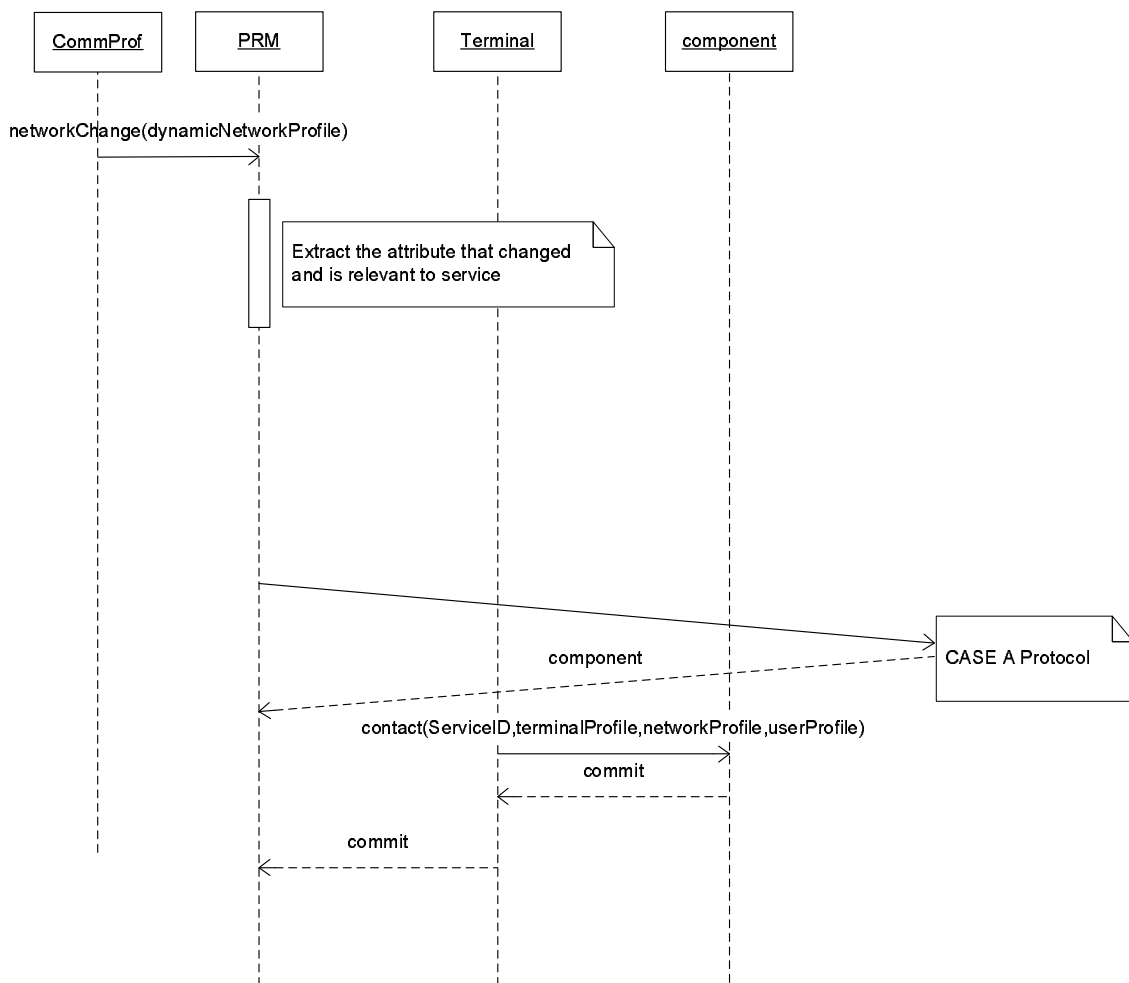 CommProf
PRM
Terminal
component
networkChange(dynamicNetworkProfile)
Extract the attribute that changed
and is relevant to service
CASE A Protocol
component
contact(ServiceID,terminalProfile,networkProfile,userProfile)
commit
commit